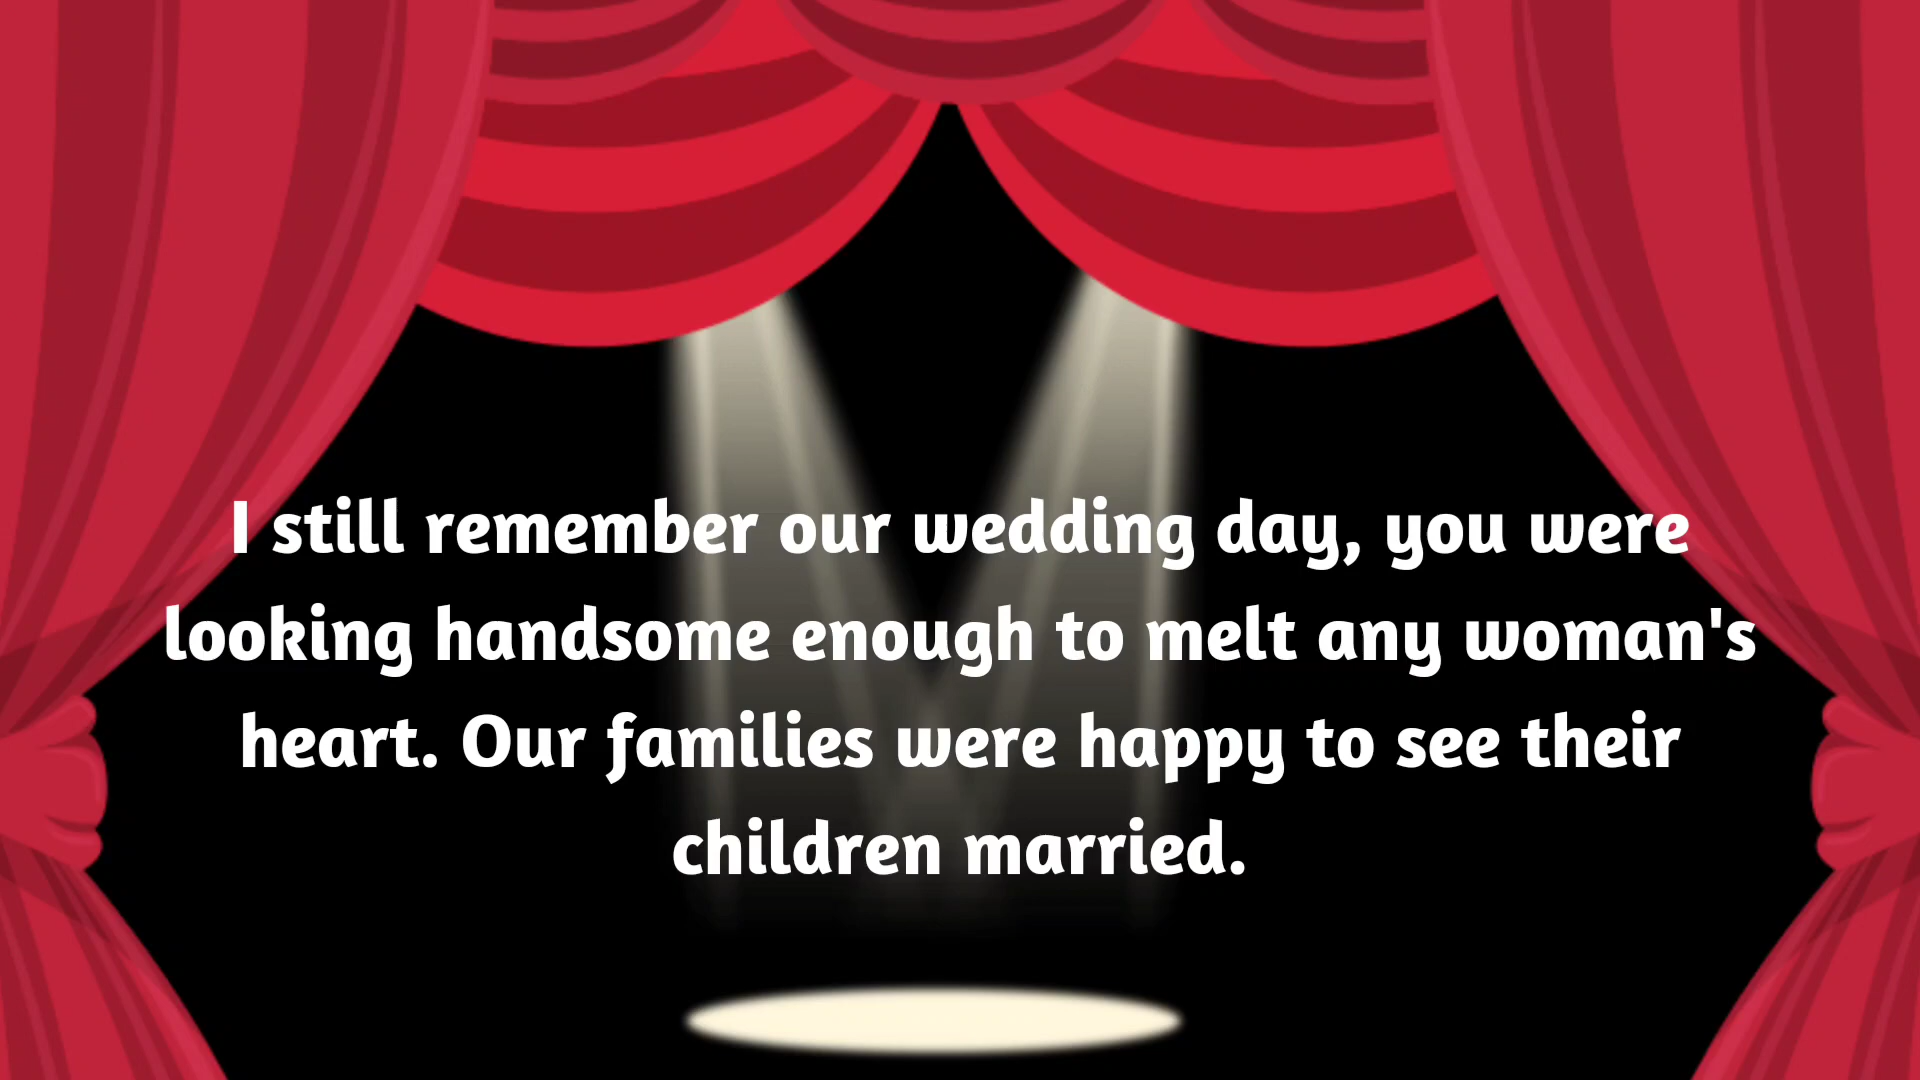 I still remember our wedding day, you were
looking handsome enough to melt any woman's
heart. Our families were happy to see their
children married.